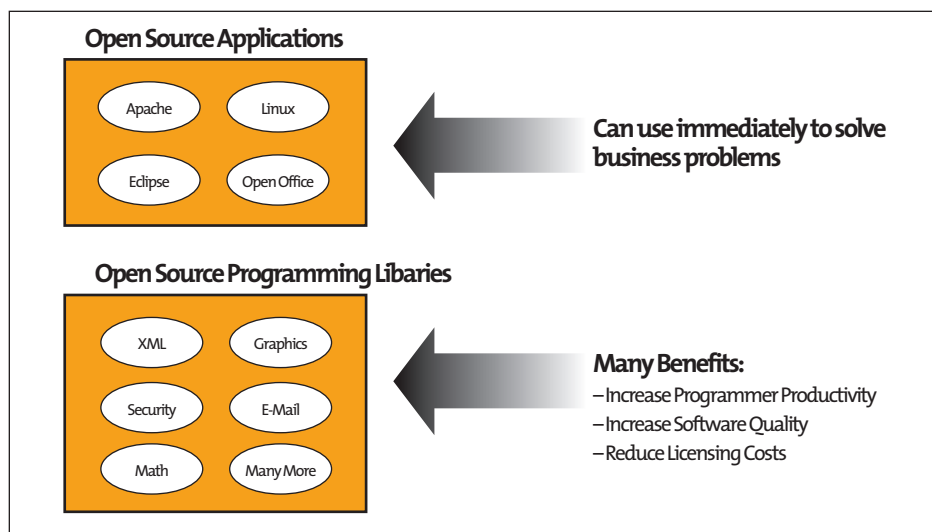 Open Source Applications
Apache
Linux
Eclipse
Open Office
Can use immediately to solve
business problems
Open Source Programming Libaries
XML
Graphics
Security
E-Mail
Math
Many More
Many Benefits:
–Increase Programmer Productivity
–Increase Software Quality
–Reduce Licensing Costs